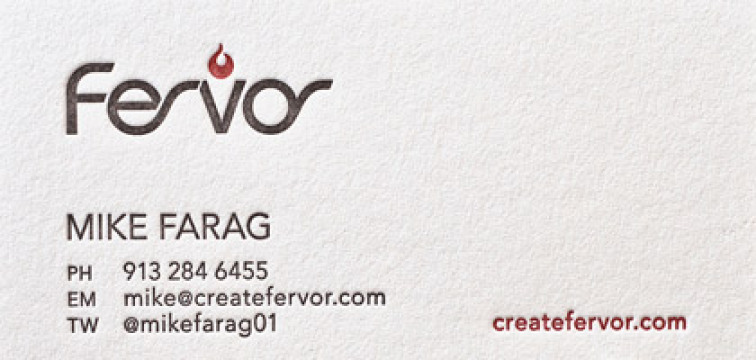 Fervor
MIKE FARAG
PH 913 284 6455
EM mike@createfervor.com
TW @mikefarag01
createfervor.com